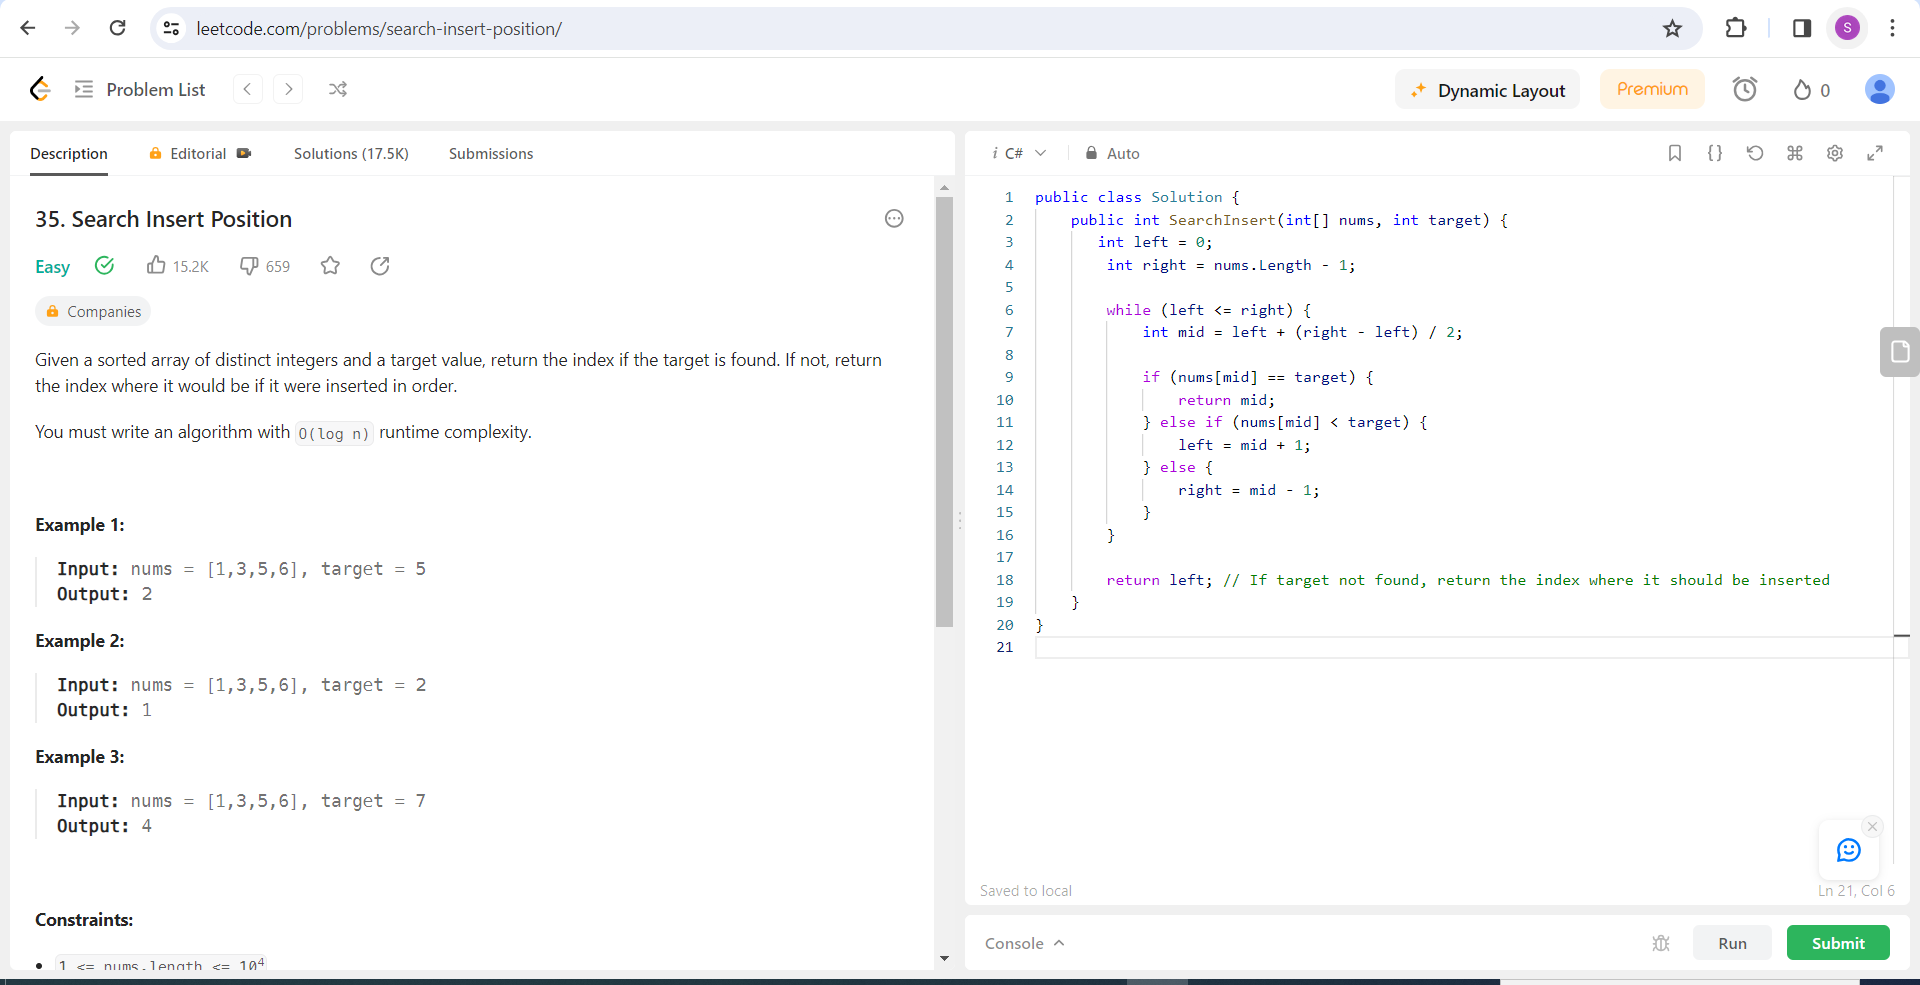 leetcode.com/problems/search-insert-position/
S
Problem List
Dynamic Layout
Premium
0
Description
Editorial
Solutions (17.5K)
Submissions
35. Search Insert Position
Easy
15.2K
659
Companies
Given a sorted array of distinct integers and a target value, return the index if the target is found. If not, return
the index where it would be if it were inserted in order.
You must write an algorithm with O(log n) runtime complexity.
Example 1:
Input: nums = [1,3,5,6], target = 5
Output: 2
Example 2:
Input: nums = [1,3,5,6], target = 2
Output: 1
Example 3:
Input: nums = [1,3,5,6], target = 7
Output: 4
Constraints:
• 1 <= nums.length <= 10⁴
i C#
Auto
1 public class Solution {
2 public int SearchInsert(int[] nums, int target) {
3 int left = 0;
4 int right = nums.Length - 1;
5
6 while (left <= right) {
7 int mid = left + (right - left) / 2;
8
9 if (nums[mid] == target) {
10 return mid;
11 } else if (nums[mid] < target) {
12 left = mid + 1;
13 } else {
14 right = mid - 1;
15 }
16 }
17
18 return left; // If target not found, return the index where it should be inserted
19 }
20 }
21
Saved to local
Ln 21, Col 6
Console
Run
Submit